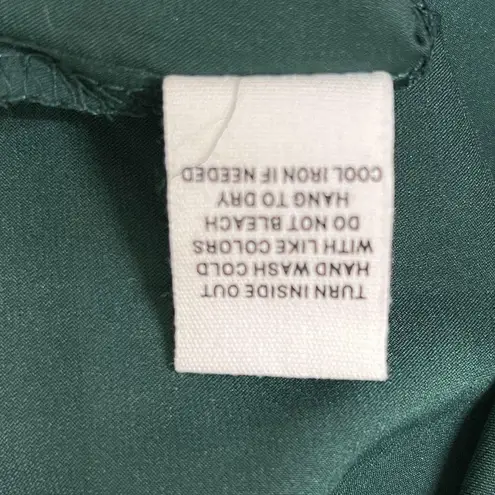 TURN INSIDE OUT
HAND WASH COLD
WITH LIKE COLORS
DO NOT BLEACH
HANG TO DRY
COOL IRON IF NEEDED